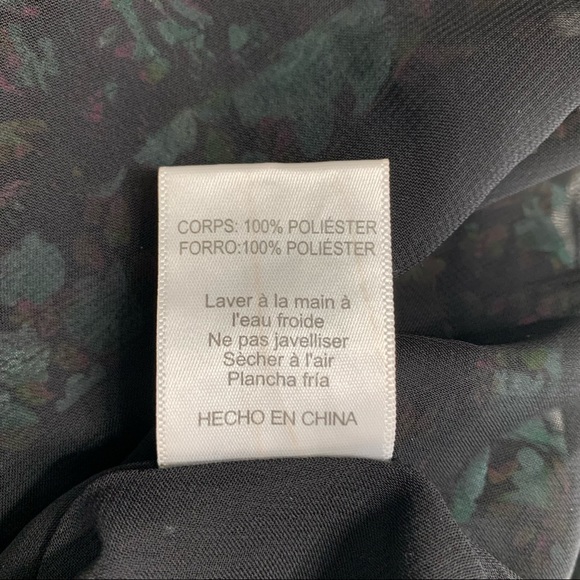 CORPS: 100% POLIÉSTER
FORRO:100% POLIÉSTER
Laver à la main à
l'eau froide
Ne pas javelliser
Sècher à l'air
Plancha fría
HECHO EN CHINA